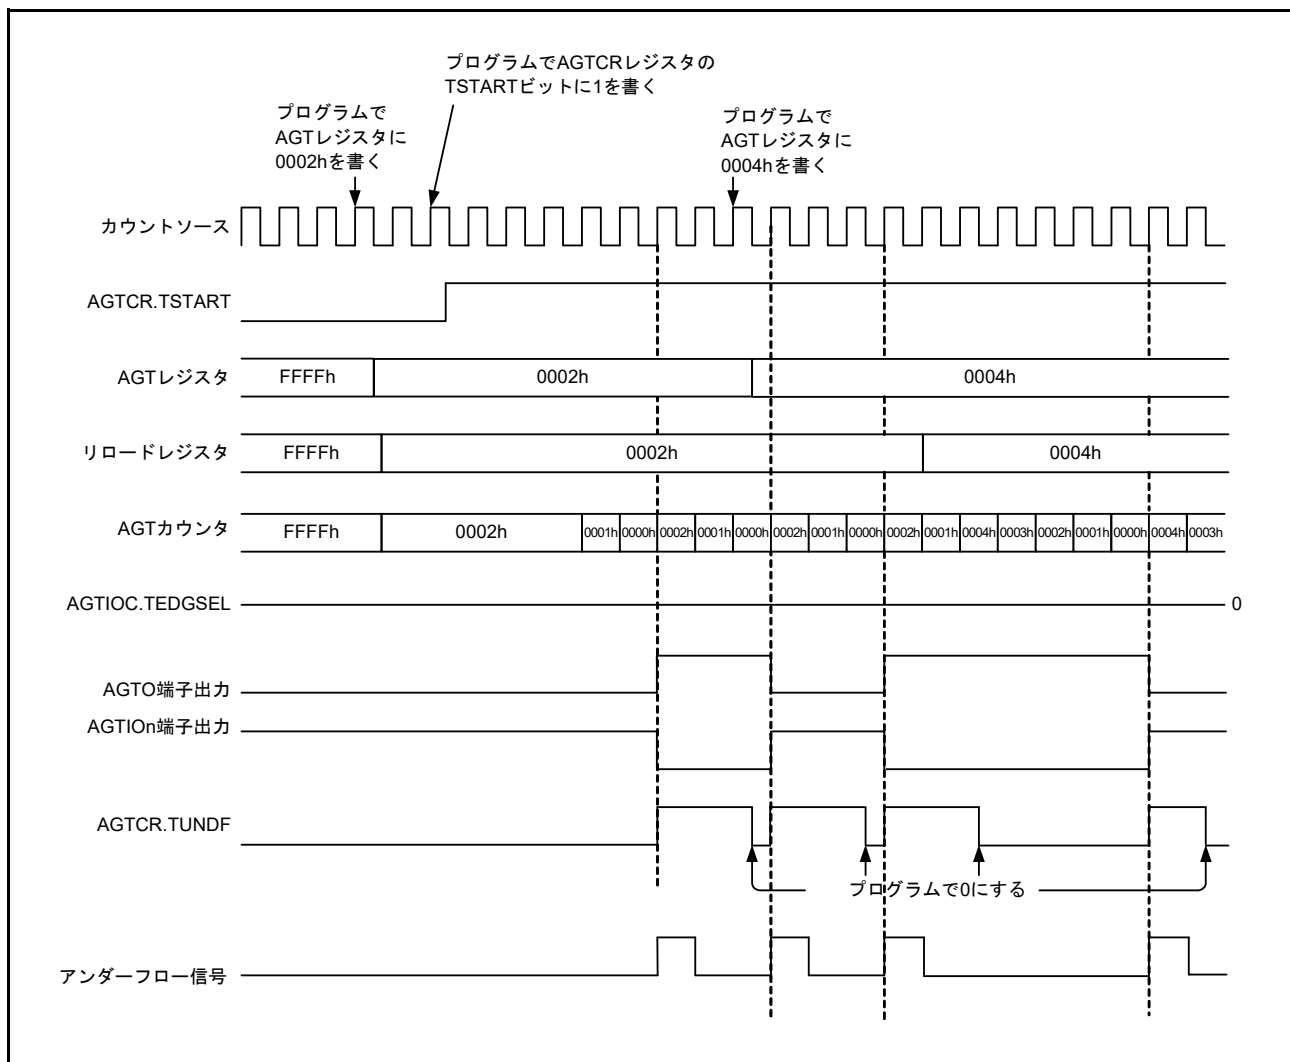 プログラムでAGTCRレジスタの
TSTARTビットに1を書く
プログラムで
AGTレジスタに
0002hを書く
プログラムで
AGTレジスタに
0004hを書く
カウントソース
AGTCR.TSTART
AGTレジスタ FFFFh 0002h 0004h
リロードレジスタ FFFFh 0002h 0004h
AGTカウンタ FFFFh 0002h 0001h 0000h 0002h 0001h 0000h 0002h 0001h 0000h 0002h 0001h 0004h 0003h 0002h 0001h 0000h 0004h 0003h
AGTIOC.TEDGSEL 0
AGTO端子出力
AGTIOn端子出力
AGTCR.TUNDF
プログラムで0にする
アンダーフロー信号